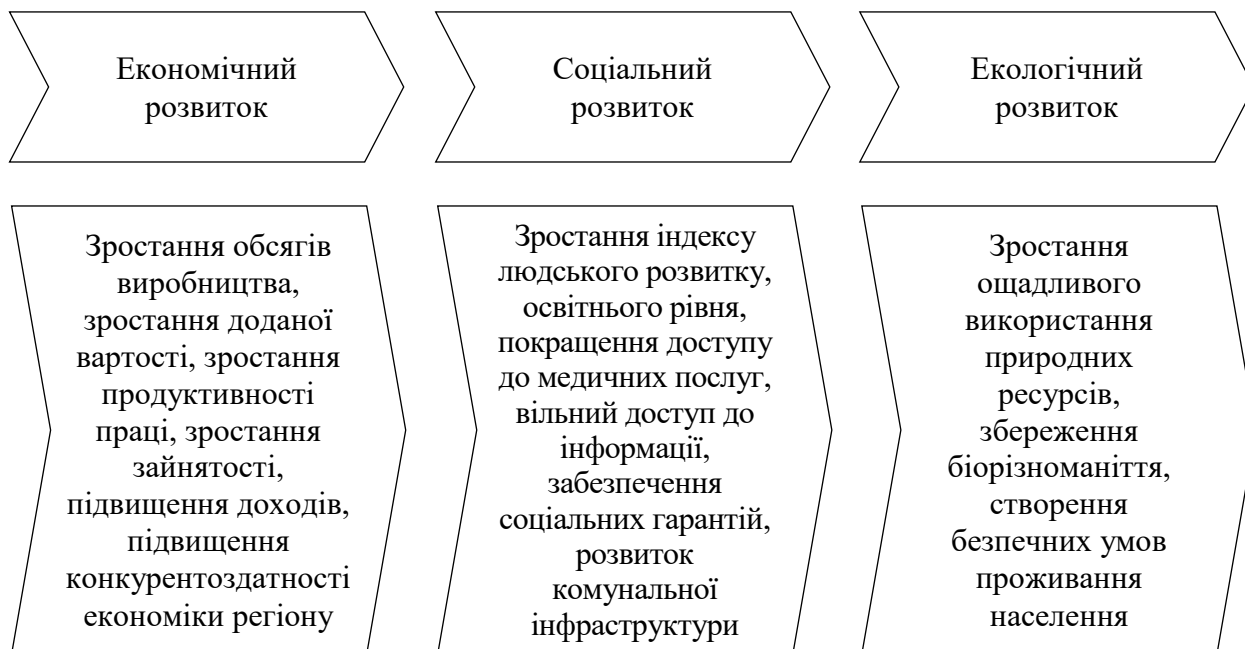 Економічний
розвиток
Соціальний
розвиток
Екологічний
розвиток
Зростання обсягів
виробництва,
зростання доданої
вартості, зростання
продуктивності
праці, зростання
зайнятості,
підвищення доходів,
підвищення
конкурентоздатності
економіки регіону
Зростання індексу
людського розвитку,
освітнього рівня,
покращення доступу
до медичних послуг,
вільний доступ до
інформації,
забезпечення
соціальних гарантій,
розвиток
комунальної
інфраструктури
Зростання
ощадливого
використання
природних
ресурсів,
збереження
біорізноманіття,
створення
безпечних умов
проживання
населення